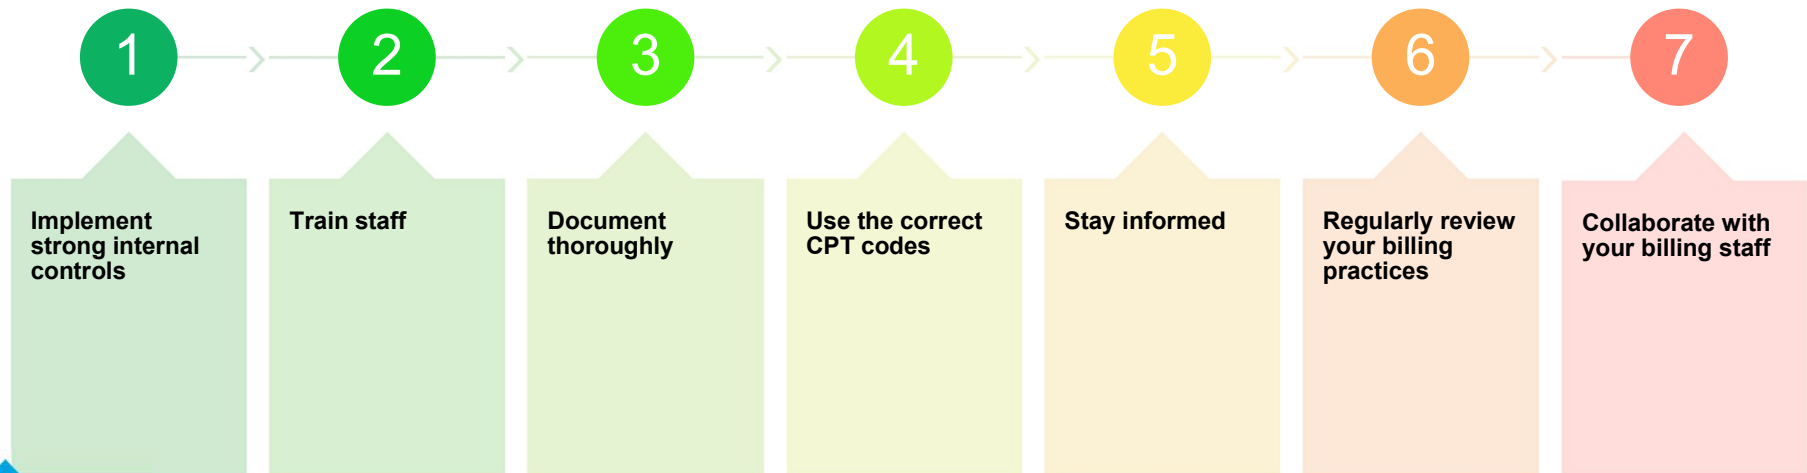 1
2
3
4
5
6
7
Implement
strong internal
controls
Train staff
Document
thoroughly
Use the correct
CPT codes
Stay informed
Regularly review
your billing
practices
Collaborate with
your billing staff